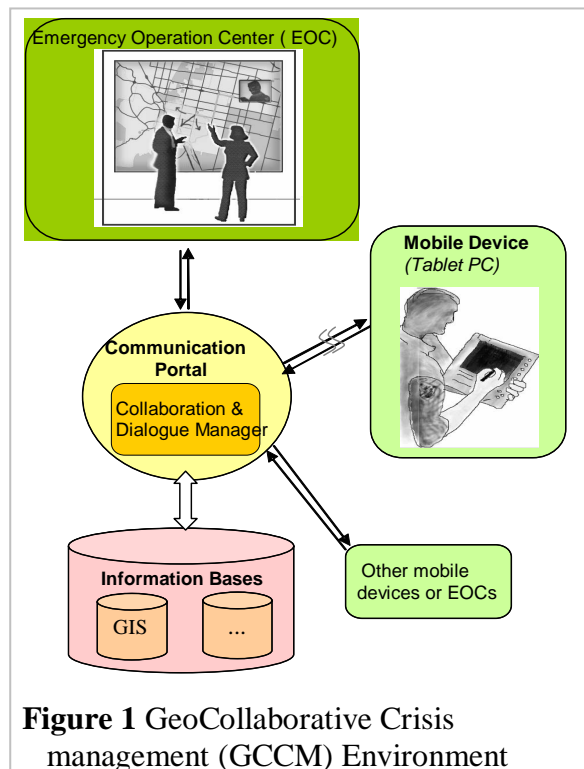 Emergency Operation Center ( EOC)
Mobile Device
(Tablet PC)
Communication
Portal
Collaboration &
Dialogue Manager
Information Bases
GIS
...
Other mobile
devices or EOCs
Figure 1 GeoCollaborative Crisis
management (GCCM) Environment